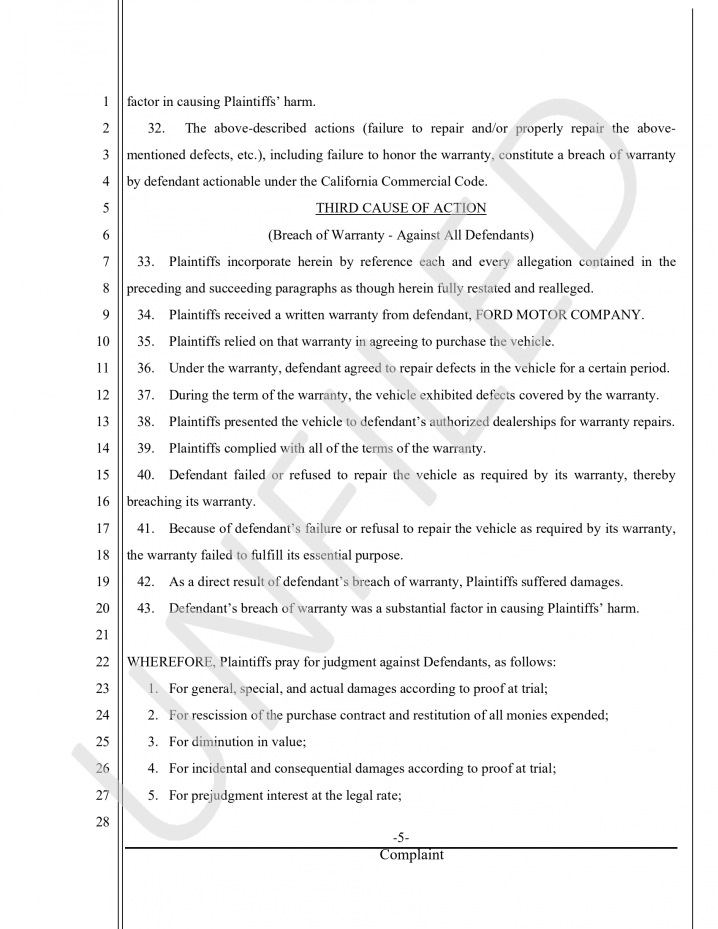 1 factor in causing Plaintiffs’ harm.
2 32. The above-described actions (failure to repair and/or properly repair the above-
3 mentioned defects, etc.), including failure to honor the warranty, constitute a breach of warranty
4 by defendant actionable under the California Commercial Code.
5 THIRD CAUSE OF ACTION
6 (Breach of Warranty - Against All Defendants)
7 33. Plaintiffs incorporate herein by reference each and every allegation contained in the
8 preceding and succeeding paragraphs as though herein fully restated and realleged.
9 34. Plaintiffs received a written warranty from defendant, FORD MOTOR COMPANY.
10 35. Plaintiffs relied on that warranty in agreeing to purchase the vehicle.
11 36. Under the warranty, defendant agreed to repair defects in the vehicle for a certain period.
12 37. During the term of the warranty, the vehicle exhibited defects covered by the warranty.
13 38. Plaintiffs presented the vehicle to defendant’s authorized dealerships for warranty repairs.
14 39. Plaintiffs complied with all of the terms of the warranty.
15 40. Defendant failed or refused to repair the vehicle as required by its warranty, thereby
16 breaching its warranty.
17 41. Because of defendant’s failure or refusal to repair the vehicle as required by its warranty,
18 the warranty failed to fulfill its essential purpose.
19 42. As a direct result of defendant’s breach of warranty, Plaintiffs suffered damages.
20 43. Defendant’s breach of warranty was a substantial factor in causing Plaintiffs’ harm.
21
22 WHEREFORE, Plaintiffs pray for judgment against Defendants, as follows:
23 1. For general, special, and actual damages according to proof at trial;
24 2. For rescission of the purchase contract and restitution of all monies expended;
25 3. For diminution in value;
26 4. For incidental and consequential damages according to proof at trial;
27 5. For prejudgment interest at the legal rate;
28
-5-
Complaint
UNFILED